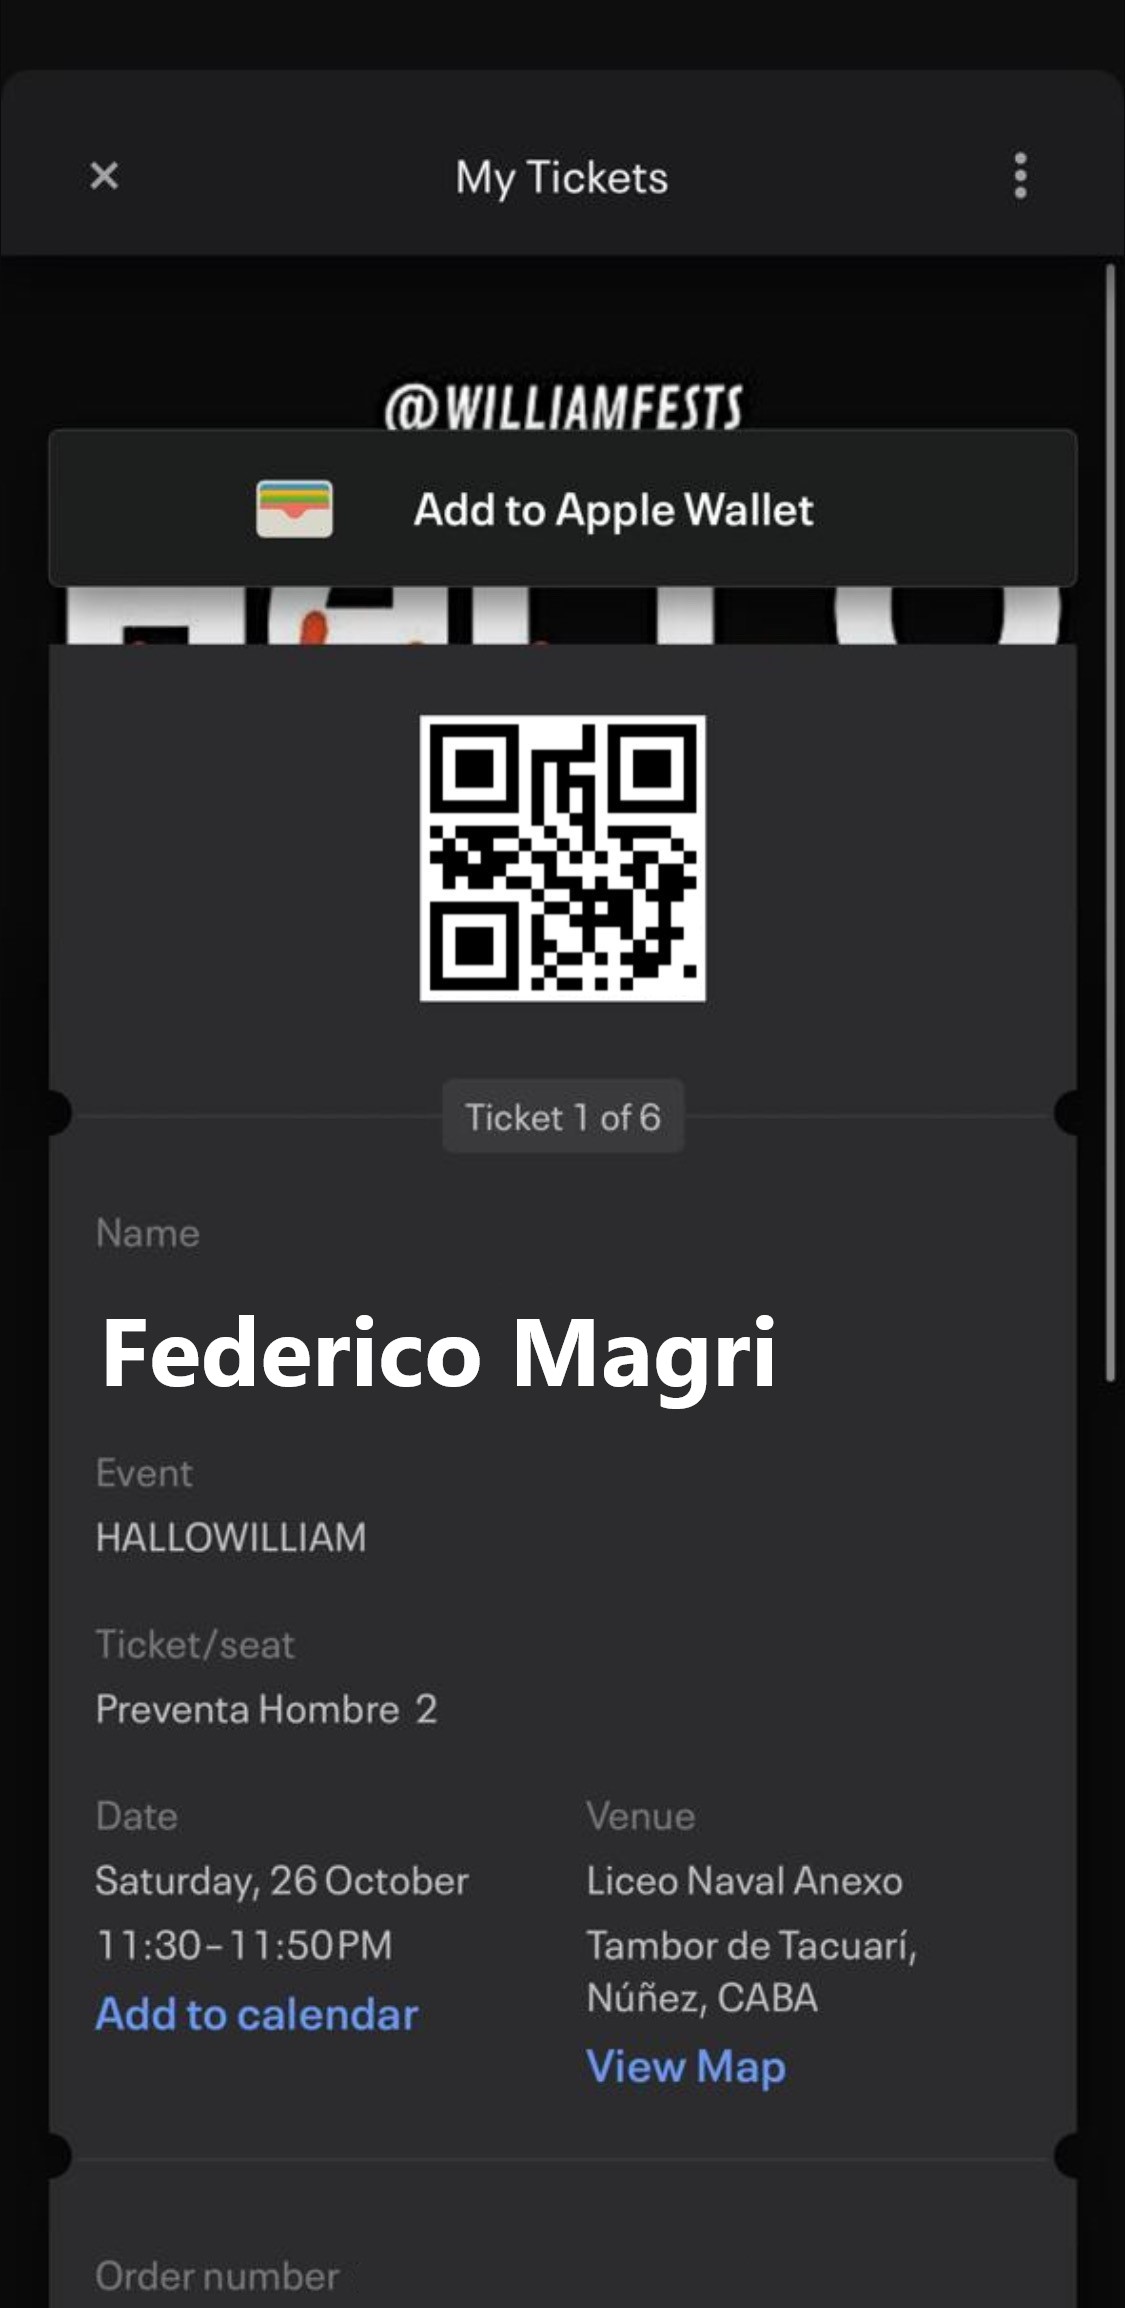 My Tickets
@WILLIAMFESTS
Add to Apple Wallet
Ticket 1 of 6
Name
Federico Magri
Event
HALLOWILLIAM
Ticket/seat
Preventa Hombre 2
Date
Saturday, 26 October
11:30–11:50PM
Add to calendar
Venue
Liceo Naval Anexo
Tambor de Tacuarí,
Núñez, CABA
View Map
Order number